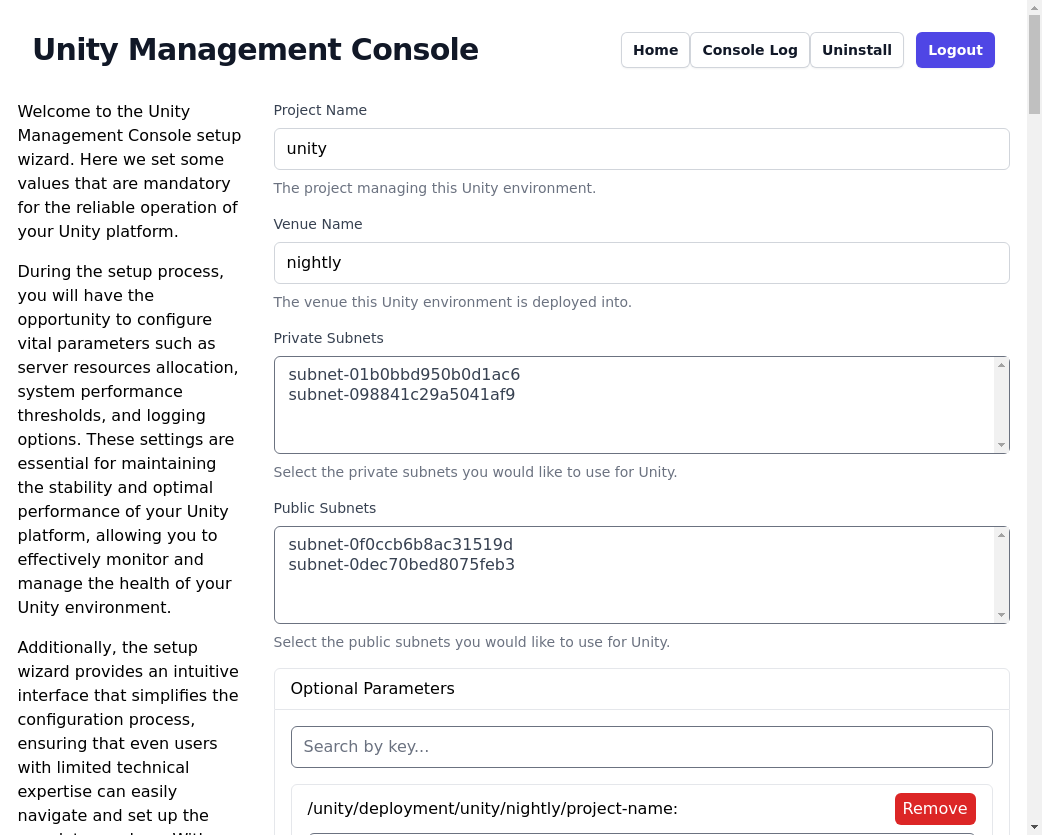 Unity Management Console
Home
Console Log
Uninstall
Logout
Welcome to the Unity
Management Console setup
wizard. Here we set some
values that are mandatory
for the reliable operation of
your Unity platform.
During the setup process,
you will have the
opportunity to configure
vital parameters such as
server resources allocation,
system performance
thresholds, and logging
options. These settings are
essential for maintaining
the stability and optimal
performance of your Unity
platform, allowing you to
effectively monitor and
manage the health of your
Unity environment.
Additionally, the setup
wizard provides an intuitive
interface that simplifies the
configuration process,
ensuring that even users
with limited technical
expertise can easily
navigate and set up the
Project Name
unity
The project managing this Unity environment.
Venue Name
nightly
The venue this Unity environment is deployed into.
Private Subnets
subnet-01b0bbd950b0d1ac6
subnet-098841c29a5041af9
Select the private subnets you would like to use for Unity.
Public Subnets
subnet-0f0ccb6b8ac31519d
subnet-0dec70bed8075feb3
Select the public subnets you would like to use for Unity.
Optional Parameters
Search by key...
/unity/deployment/unity/nightly/project-name:
Remove